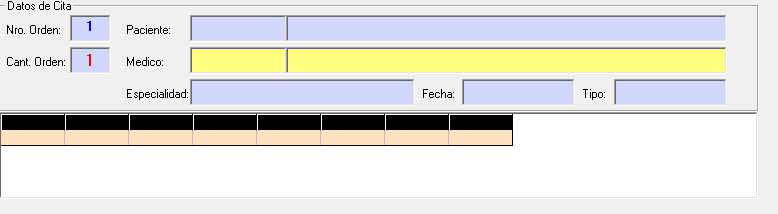 Datos de Cita
Nro. Orden: 1 Paciente:
Cant. Orden: 1 Medico:
Especialidad: Fecha: Tipo: